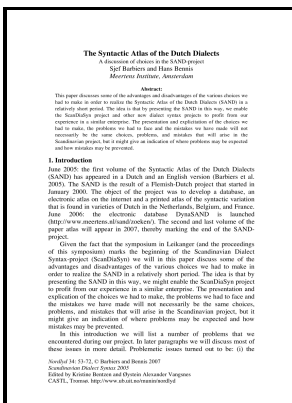 The Syntactic Atlas of the Dutch Dialects
A discussion of choices in the SAND-project
Sjef Barbiers and Hans Bennis
Meertens Institute, Amsterdam
Abstract:
This paper discusses some of the advantages and disadvantages of the various choices we
had to make in order to realize the Syntactic Atlas of the Dutch Dialects (SAND) in a
relatively short period. The idea is that by presenting the SAND in this way, we enable
the ScanDiaSyn and other new dialect syntax projects to profit from our
experience in a similar enterprise. The presentation and explicitation of the choices we
had to make, the problems we had to face and the mistakes we have made will not
necessarily be the same choices, problems, and mistakes that will arise in the
Scandinavian project, but it might give an indication of where problems may be expected
and how mistakes may be prevented.
1. Introduction
June 2005: the first volume of the Syntactic Atlas of the Dutch Dialects
(SAND) has appeared in a Dutch and an English version (Barbiers et al.
2005). The SAND is the result of a Flemish-Dutch project that started in
January 2000. The object of the project was to develop a database, an
electronic atlas on the internet and a printed atlas of the syntactic variation
that is found in varieties of Dutch in the Netherlands, Belgium, and France.
June 2006: the electronic database DynaSAND is launched
(http://www.meertens.nl/sand/zoeken/). The second and last volume of the
paper atlas will appear in 2007, thereby marking the end of the SAND-
project.
Given the fact that the symposium in Leikanger (and the proceedings
of this symposium) marks the beginning of the Scandinavian Dialect
Syntax-project (ScanDiaSyn) we will in this paper discuss some of the
advantages and disadvantages of the various choices we had to make in
order to realize the SAND in a relatively short time. The idea is that by
presenting the SAND in this way, we might enable the ScanDiaSyn project
to profit from our experience in a similar enterprise. The presentation and
explication of the choices we had to make, the problems we had to face and
the mistakes we have made will not necessarily be the same choices,
problems, and mistakes that will arise in the Scandinavian project, but it
might give an indication of where problems may be expected and how
mistakes may be prevented.
In this introduction we will list a number of problems that we
encountered during our project. In later paragraphs we will discuss most of
these issues in more detail. Problemetic issues turned out to be: (i) the
Nordlyd 34: 53-72, © Barbiers and Bennis 2007
Scandinavian Dialect Syntax 2005
Edited by Kristine Bentzen and Øystein Alexander Vangsnes
CASTL, Tromsø. http://www.ub.uit.no/munin/nordlyd